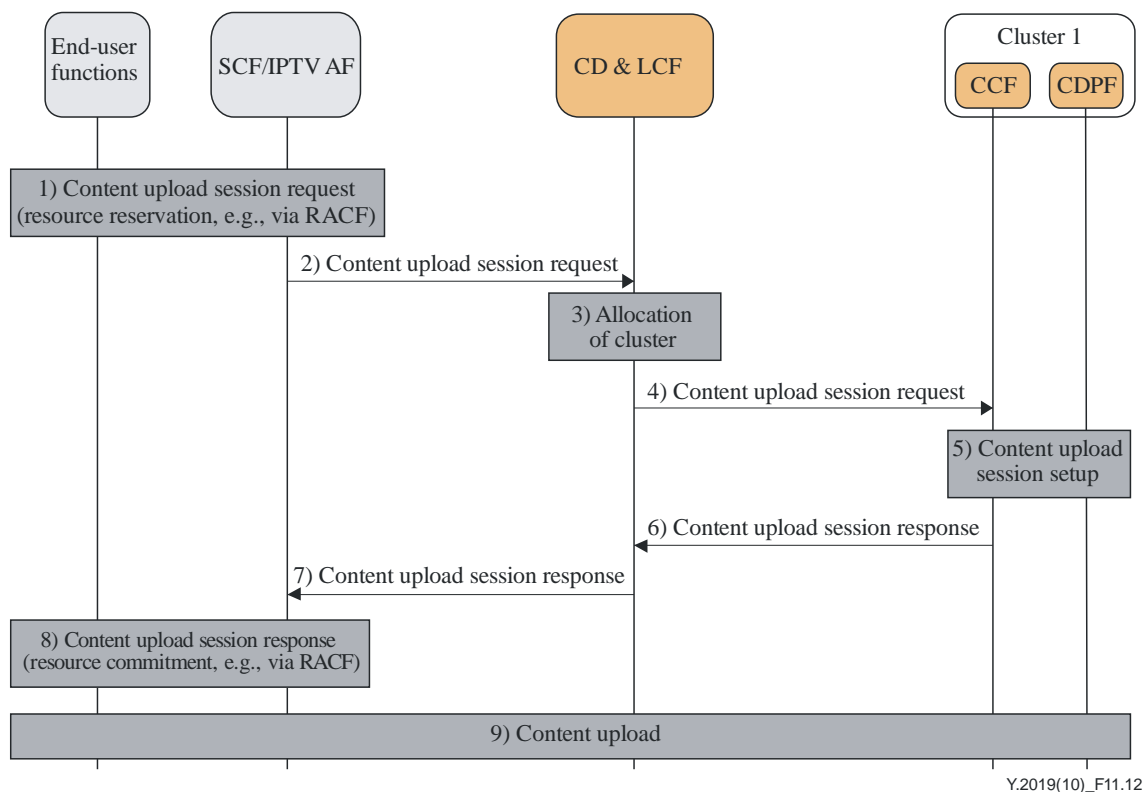 End-user
functions
SCF/IPTV AF
CD & LCF
Cluster 1
CCF
CDPF
1) Content upload session request
(resource reservation, e.g., via RACF)
2) Content upload session request
3) Allocation
of cluster
4) Content upload session request
5) Content upload
session setup
6) Content upload session response
7) Content upload session response
8) Content upload session response
(resource commitment, e.g., via RACF)
9) Content upload
Y.2019(10)_F11.12